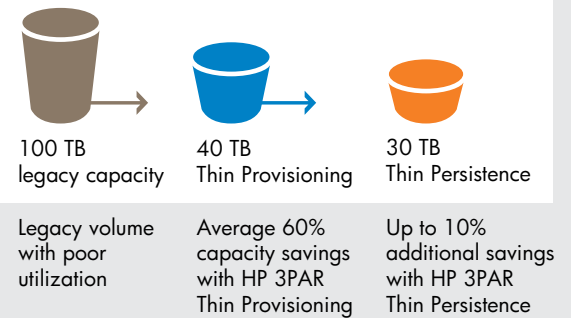 100 TB
legacy capacity
40 TB
Thin Provisioning
30 TB
Thin Persistence
Legacy volume
with poor
utilization
Average 60%
capacity savings
with HP 3PAR
Thin Provisioning
Up to 10%
additional savings
with HP 3PAR
Thin Persistence